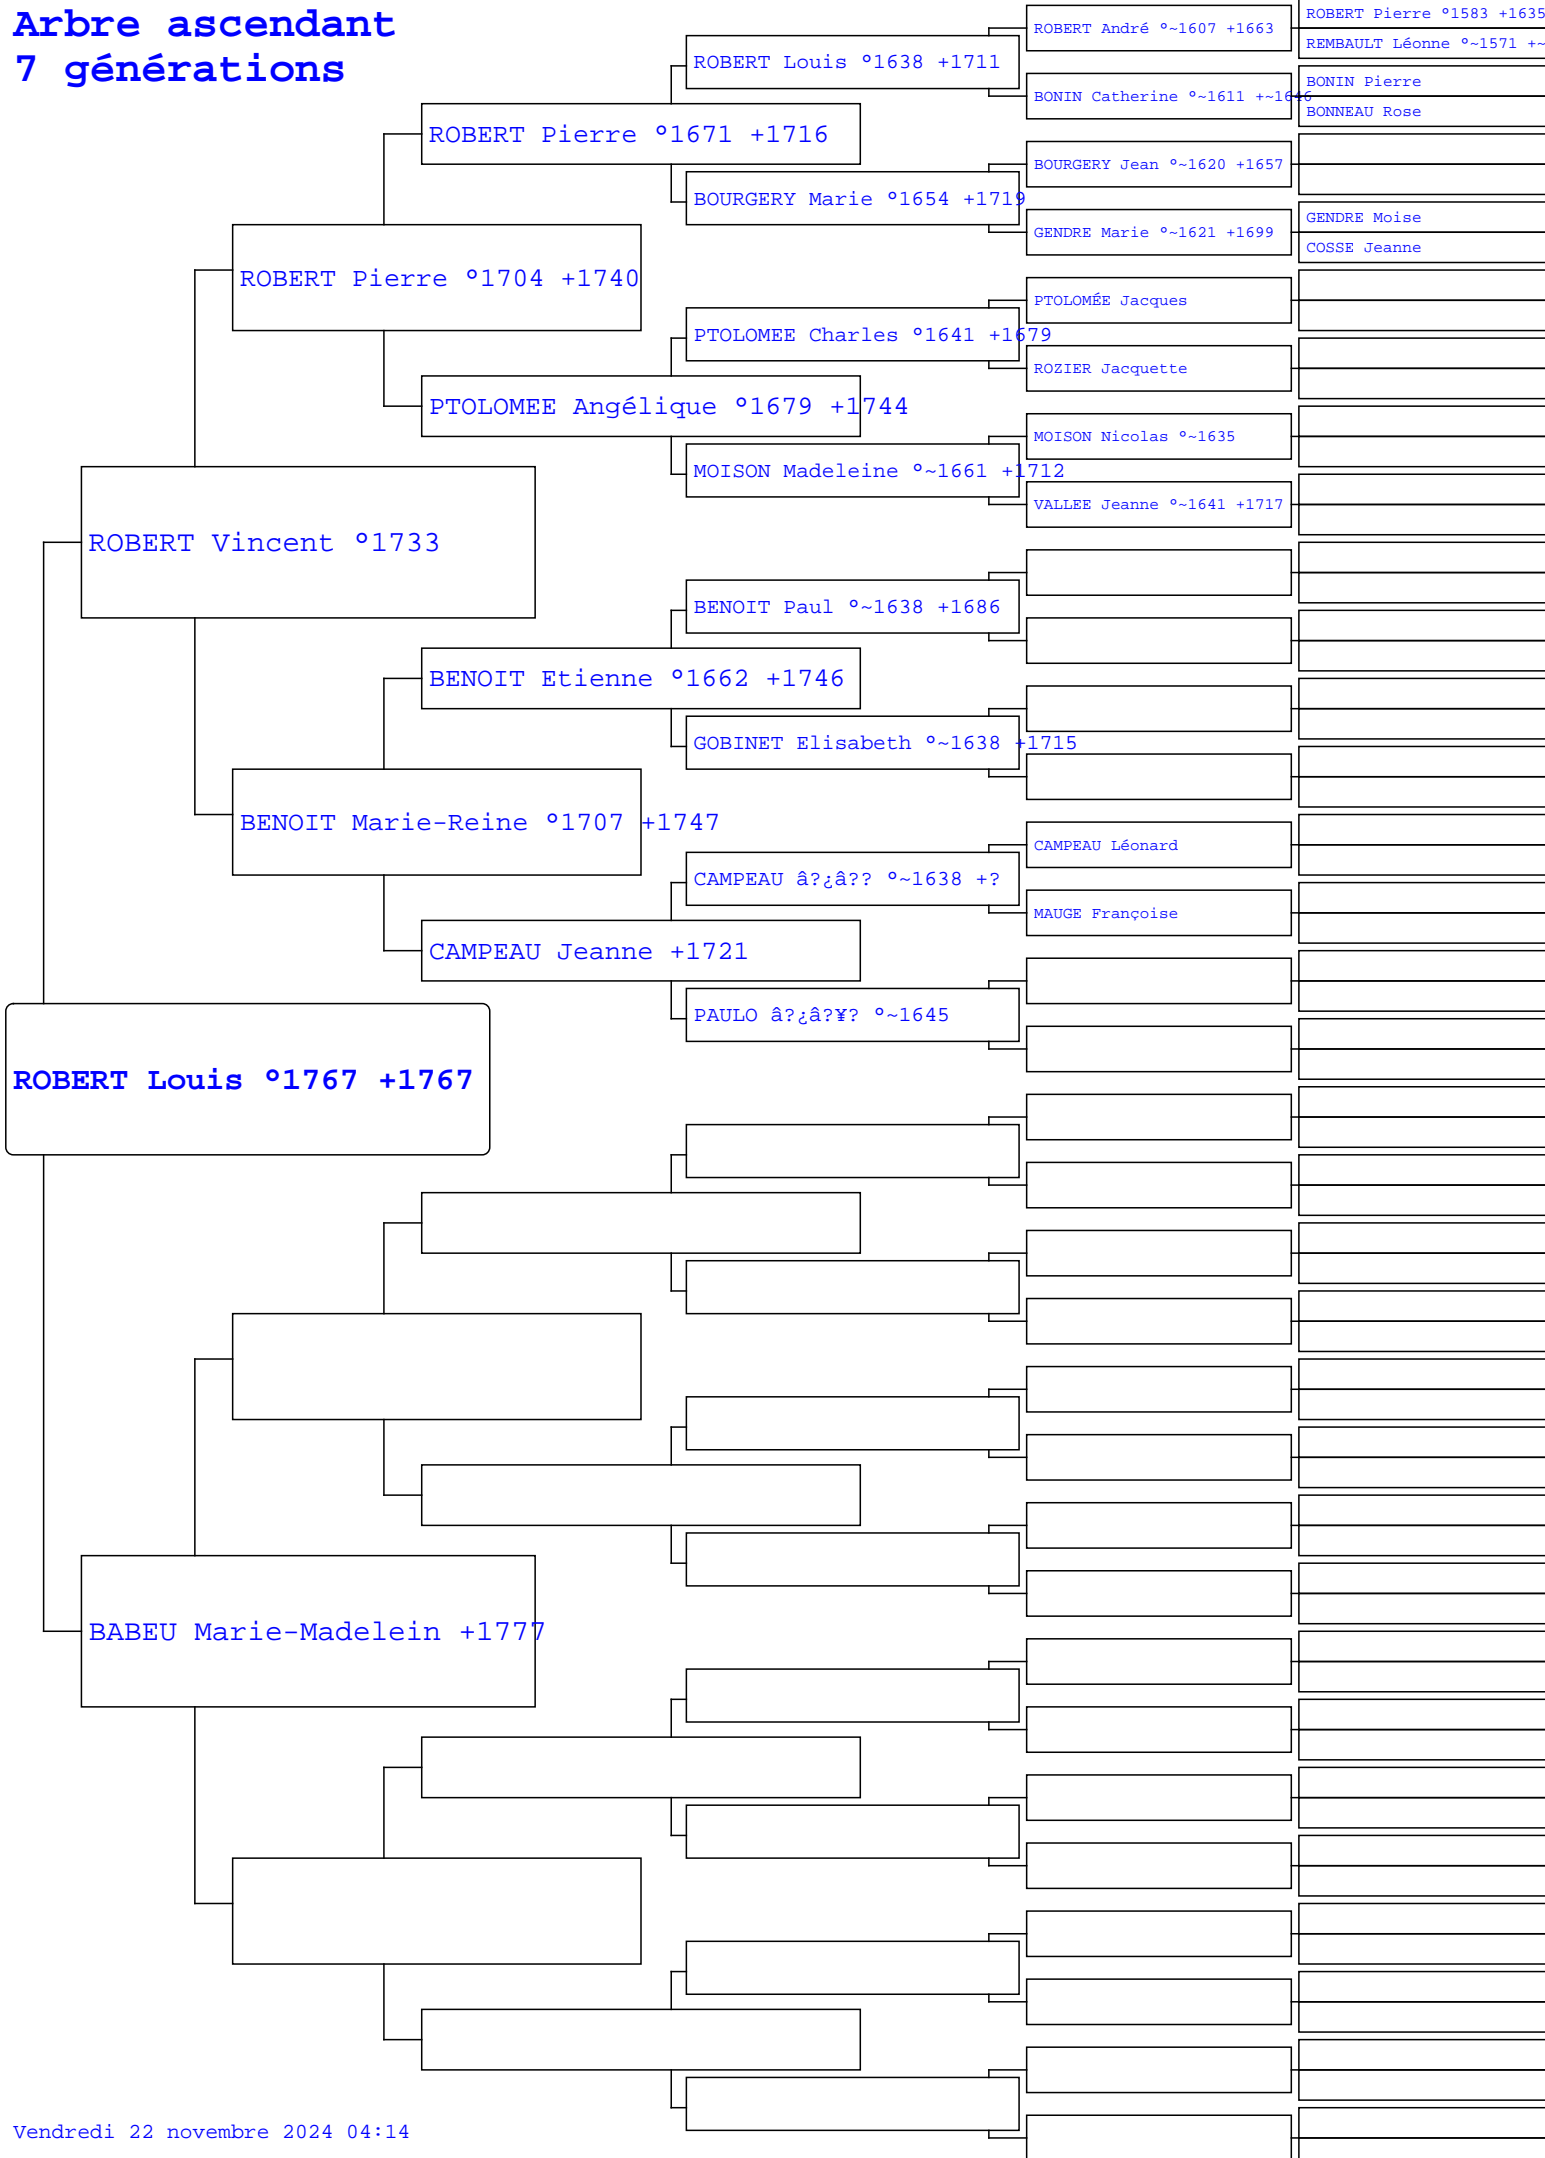 Arbre ascendant
7 générations
ROBERT Pierre °1583 +1635
ROBERT André °~1607 +1663
REMBAULT Léonne °~1571 +~
ROBERT Louis °1638 +1711
BONIN Pierre
BONIN Catherine °~1611 +~1646
BONNEAU Rose
ROBERT Pierre °1671 +1716
BOURGERY Jean °~1620 +1657
BOURGERY Marie °1654 +1719
GENDRE Moise
GENDRE Marie °~1621 +1699
COSSE Jeanne
ROBERT Pierre °1704 +1740
PTOLOMÉE Jacques
PTOLOMEE Charles °1641 +1679
ROZIER Jacquette
PTOLOMEE Angélique °1679 +1744
MOISON Nicolas °~1635
MOISON Madeleine °~1661 +1712
VALLEE Jeanne °~1641 +1717
ROBERT Vincent °1733
BENOIT Paul °~1638 +1686
BENOIT Etienne °1662 +1746
GOBINET Elisabeth °~1638 +1715
BENOIT Marie-Reine °1707 +1747
CAMPEAU Léonard
CAMPEAU â?¿â?? °~1638 +?
MAUGE Françoise
CAMPEAU Jeanne +1721
PAULO â?¿â?¥? °~1645
ROBERT Louis °1767 +1767
BABEU Marie-Madelein +1777
Vendredi 22 novembre 2024 04:14